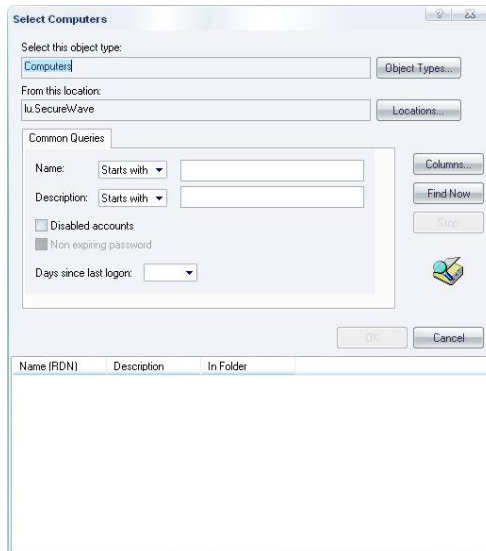 Select Computers
Select this object type:
Computers
Object Types...
From this location:
lu.SecureWave
Locations...
Common Queries
Name: Starts with
Columns...
Description: Starts with
Find Now
Disabled accounts
Stop
Non expiring password
Days since last logon:
OK Cancel
Name (RDN) Description In Folder